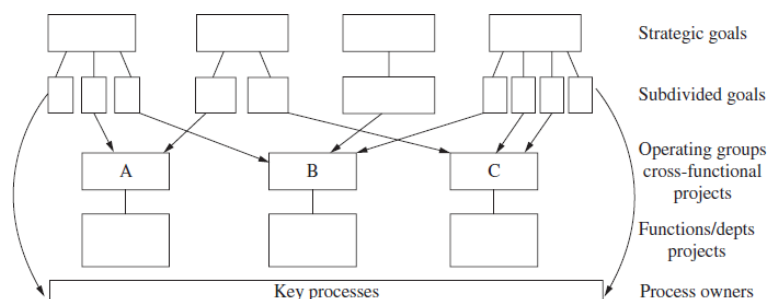 Strategic goals
Subdivided goals
A
B
C
Operating groups
cross-functional
projects
Functions/depts
projects
Key processes
Process owners